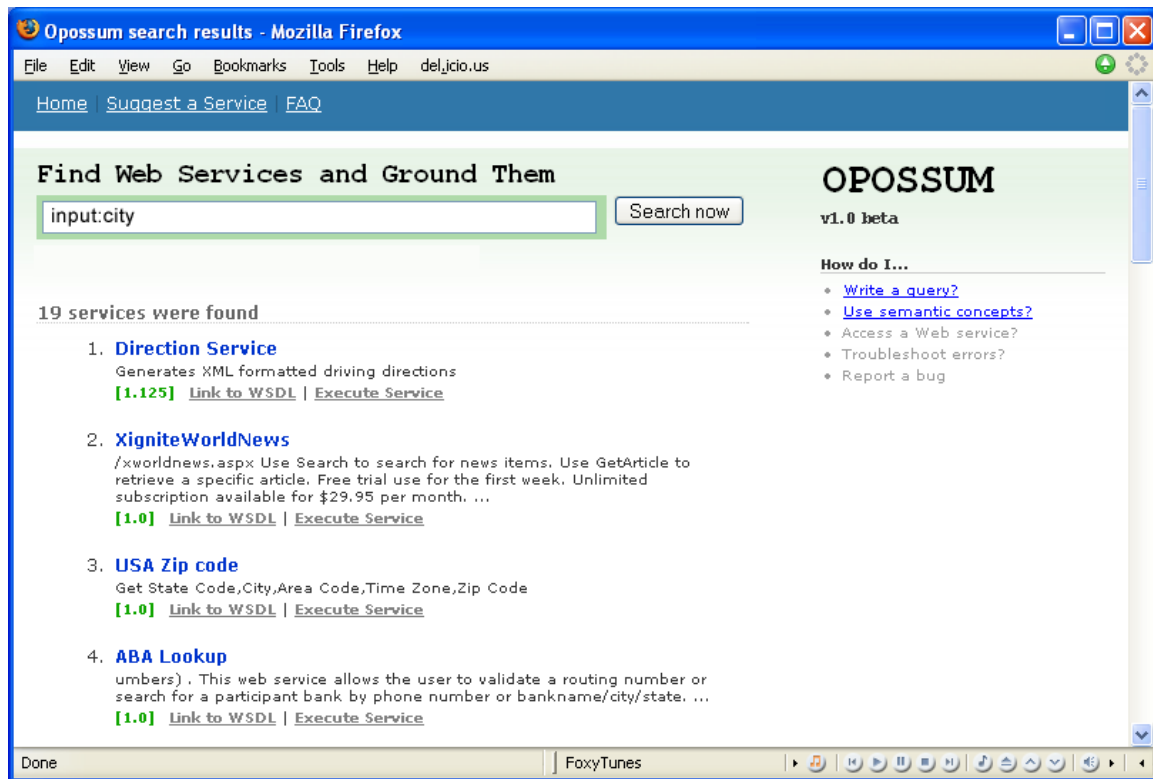 Opossum search results - Mozilla Firefox
File Edit View Go Bookmarks Tools Help del.icio.us
Home | Suggest a Service | FAQ
Find Web Services and Ground Them
input:city
Search now
OPOSSUM
v1.0 beta
How do I...
• Write a query?
• Use semantic concepts?
• Access a Web service?
• Troubleshoot errors?
• Report a bug
19 services were found
1. Direction Service
Generates XML formatted driving directions
[1.125] Link to WSDL | Execute Service
2. XigniteWorldNews
/xworldnews.aspx Use Search to search for news items. Use GetArticle to
retrieve a specific article. Free trial use for the first week. Unlimited
subscription available for $29.95 per month. ...
[1.0] Link to WSDL | Execute Service
3. USA Zip code
Get State Code,City,Area Code,Time Zone,Zip Code
[1.0] Link to WSDL | Execute Service
4. ABA Lookup
umbers) . This web service allows the user to validate a routing number or
search for a participant bank by phone number or bankname/city/state. ...
[1.0] Link to WSDL | Execute Service
Done
FoxyTunes